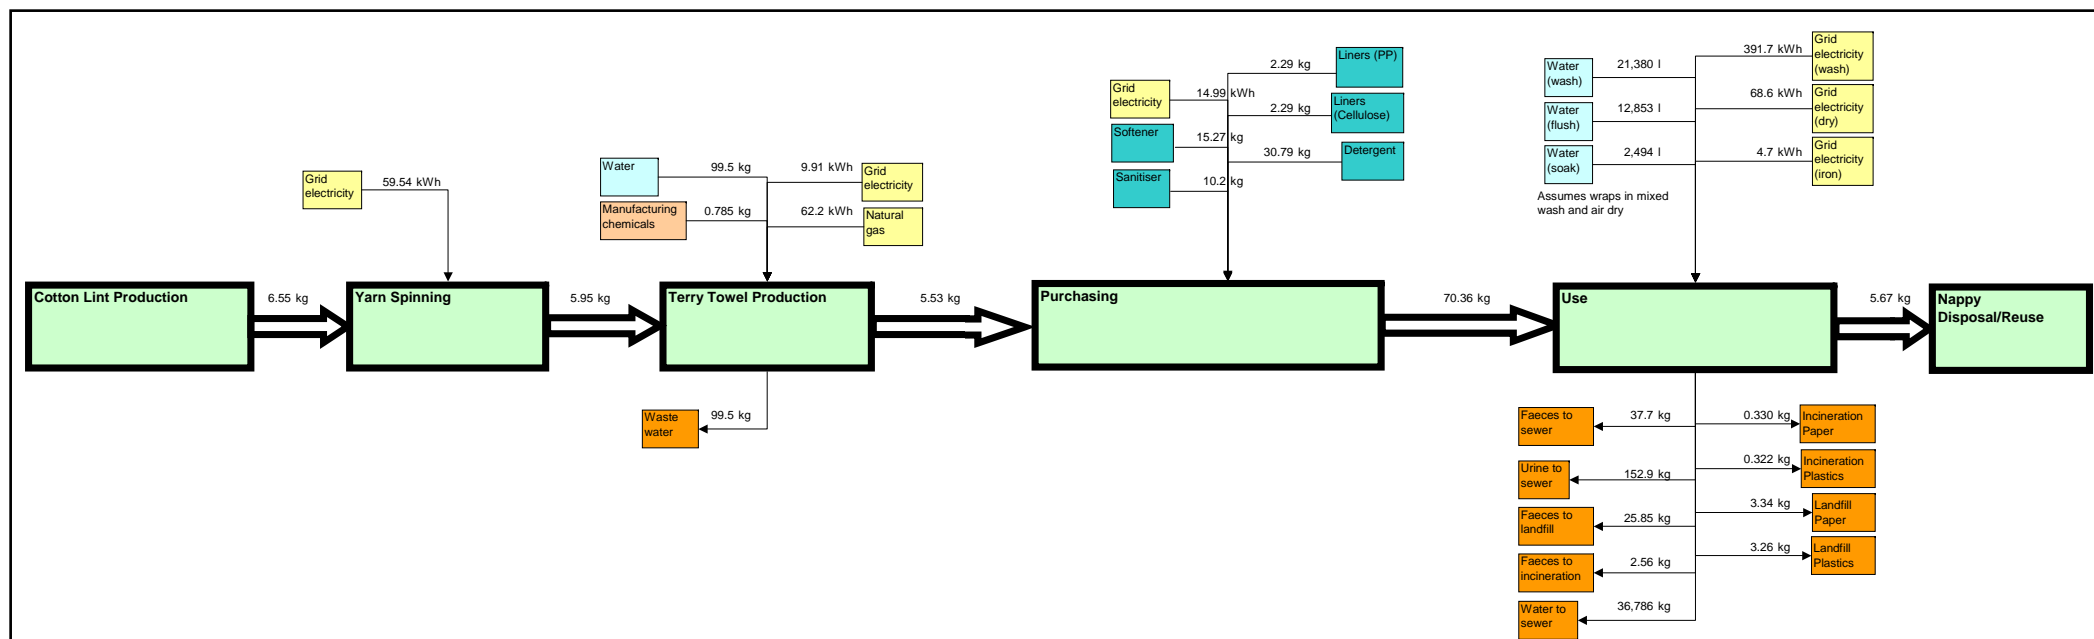 Liners (PP)
2.29 kg
Grid
electricity
14.99 kWh
Liners
(Cellulose)
2.29 kg
Softener
15.27 kg
30.79 kg
Detergent
Sanitiser
10.2 kg
Water
(wash)
21,380 l
391.7 kWh
Grid
electricity
(wash)
Water
(flush)
12,853 l
68.6 kWh
Grid
electricity
(dry)
Water
(soak)
2,494 l
4.7 kWh
Grid
electricity
(iron)
Assumes wraps in mixed
wash and air dry
Grid
electricity
59.54 kWh
Water
99.5 kg
9.91 kWh
Grid
electricity
Manufacturing
chemicals
0.785 kg
62.2 kWh
Natural
gas
Cotton Lint Production
6.55 kg
Yarn Spinning
5.95 kg
Terry Towel Production
5.53 kg
Purchasing
70.36 kg
Use
5.67 kg
Nappy
Disposal/Reuse
Waste
water
99.5 kg
Faeces to
sewer
37.7 kg
0.330 kg
Incineration
Paper
Urine to
sewer
152.9 kg
0.322 kg
Incineration
Plastics
Faeces to
landfill
25.85 kg
3.34 kg
Landfill
Paper
Faeces to
incineration
2.56 kg
3.26 kg
Landfill
Plastics
Water to
sewer
36,786 kg